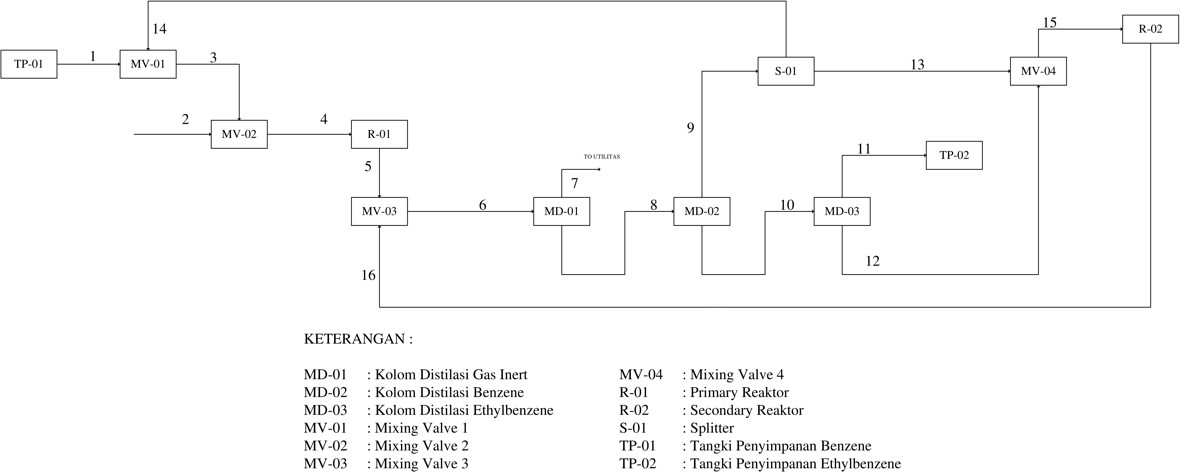 14
15
R-02
TP-01
1
MV-01
3
S-01
13
MV-04
2
MV-02
4
R-01
9
5
TO UTILITAS
11
TP-02
7
MV-03
6
MD-01
8
MD-02
10
MD-03
16
12
KETERANGAN :
MD-01 : Kolom Distilasi Gas Inert
MD-02 : Kolom Distilasi Benzene
MD-03 : Kolom Distilasi Ethylbenzene
MV-01 : Mixing Valve 1
MV-02 : Mixing Valve 2
MV-03 : Mixing Valve 3
MV-04 : Mixing Valve 4
R-01 : Primary Reaktor
R-02 : Secondary Reaktor
S-01 : Splitter
TP-01 : Tangki Penyimpanan Benzene
TP-02 : Tangki Penyimpanan Ethylbenzene